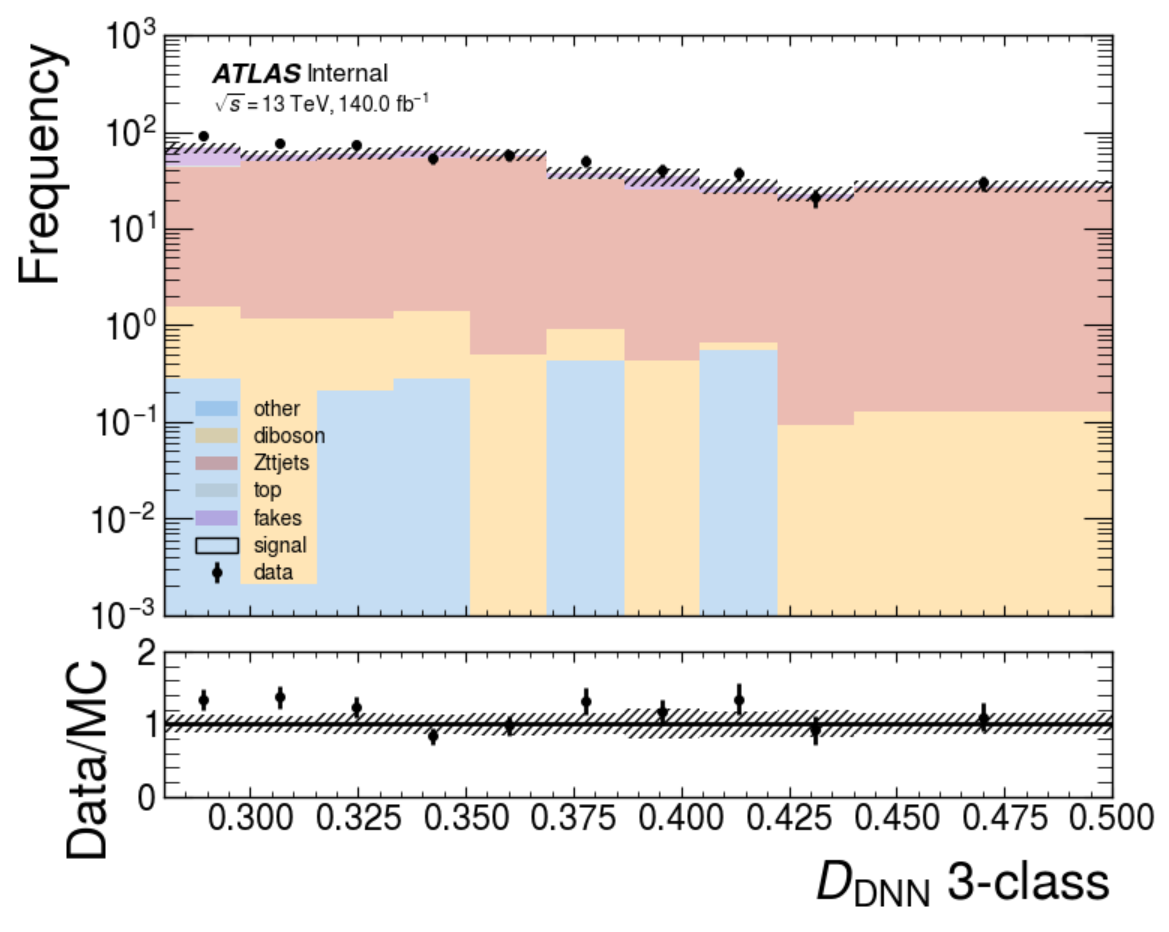 10³
ATLAS Internal
√s = 13 TeV, 140.0 fb⁻¹
10²
10¹
10⁰
10⁻¹
10⁻²
10⁻³
Frequency
other
diboson
Zttjets
top
fakes
signal
data
2
1
0
Data/MC
0.300 0.325 0.350 0.375 0.400 0.425 0.450 0.475 0.500
D_DNN 3-class